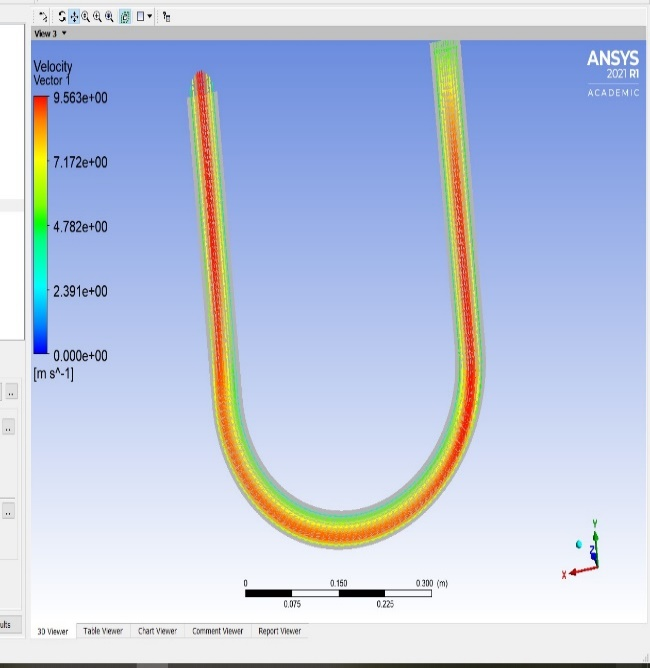 View 3
ANSYS
2021 R1
ACADEMIC
Velocity
Vector 1
9.563e+00
7.172e+00
4.782e+00
2.391e+00
0.000e+00
[m s^-1]
0 0.150 0.300 (m)
0.075 0.225
Y
Z
X
..
..
..
ults
3D Viewer Table Viewer Chart Viewer Comment Viewer Report Viewer